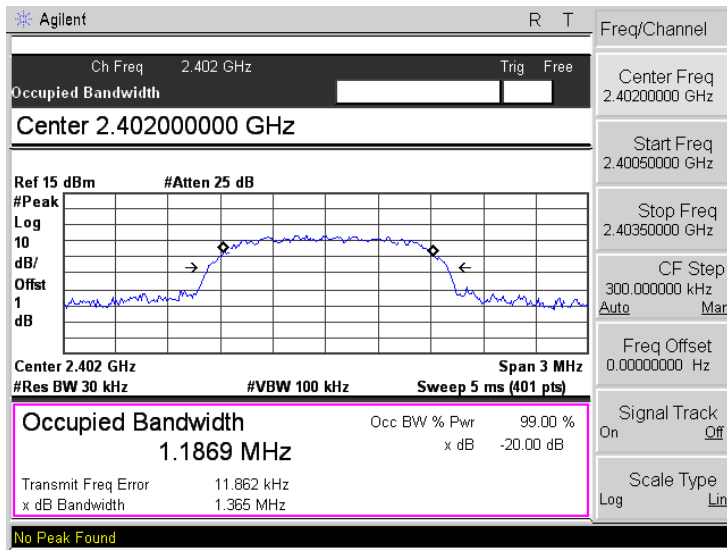 Agilent R T
Ch Freq 2.402 GHz Trig Free
Occupied Bandwidth
Center 2.402000000 GHz
Ref 15 dBm #Atten 25 dB
#Peak
Log
10
dB/
Offst
1
dB
Center 2.402 GHz Span 3 MHz
#Res BW 30 kHz #VBW 100 kHz Sweep 5 ms (401 pts)
Occupied Bandwidth Occ BW % Pwr 99.00 %
1.1869 MHz x dB -20.00 dB
Transmit Freq Error 11.862 kHz
x dB Bandwidth 1.365 MHz
No Peak Found
Freq/Channel
Center Freq
2.40200000 GHz
Start Freq
2.40050000 GHz
Stop Freq
2.40350000 GHz
CF Step
300.000000 kHz
Auto Man
Freq Offset
0.00000000 Hz
Signal Track
On Off
Scale Type
Log Lin